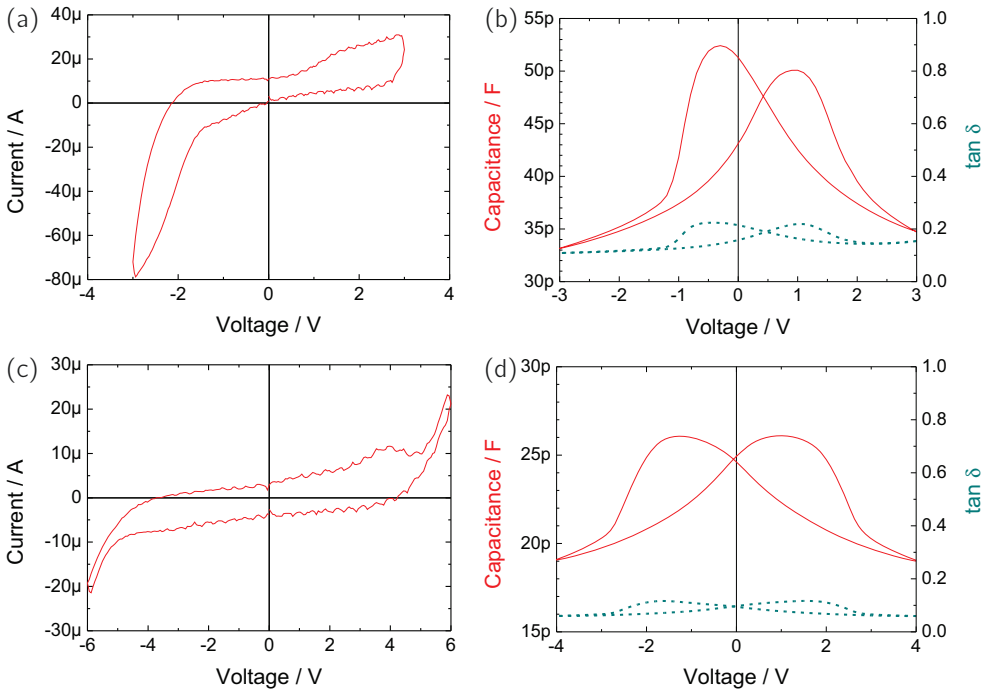 (a)
40µ
20µ
0
-20µ
-40µ
-60µ
-80µ
-4 -2 0 2 4
Current / A
Voltage / V
(b)
55p
50p
45p
40p
35p
30p
1.0
0.8
0.6
0.4
0.2
0.0
-3 -2 -1 0 1 2 3
Capacitance / F
tan δ
Voltage / V
(c)
30µ
20µ
10µ
0
-10µ
-20µ
-30µ
-6 -4 -2 0 2 4 6
Current / A
Voltage / V
(d)
30p
25p
20p
15p
1.0
0.8
0.6
0.4
0.2
0.0
-4 -2 0 2 4
Capacitance / F
tan δ
Voltage / V